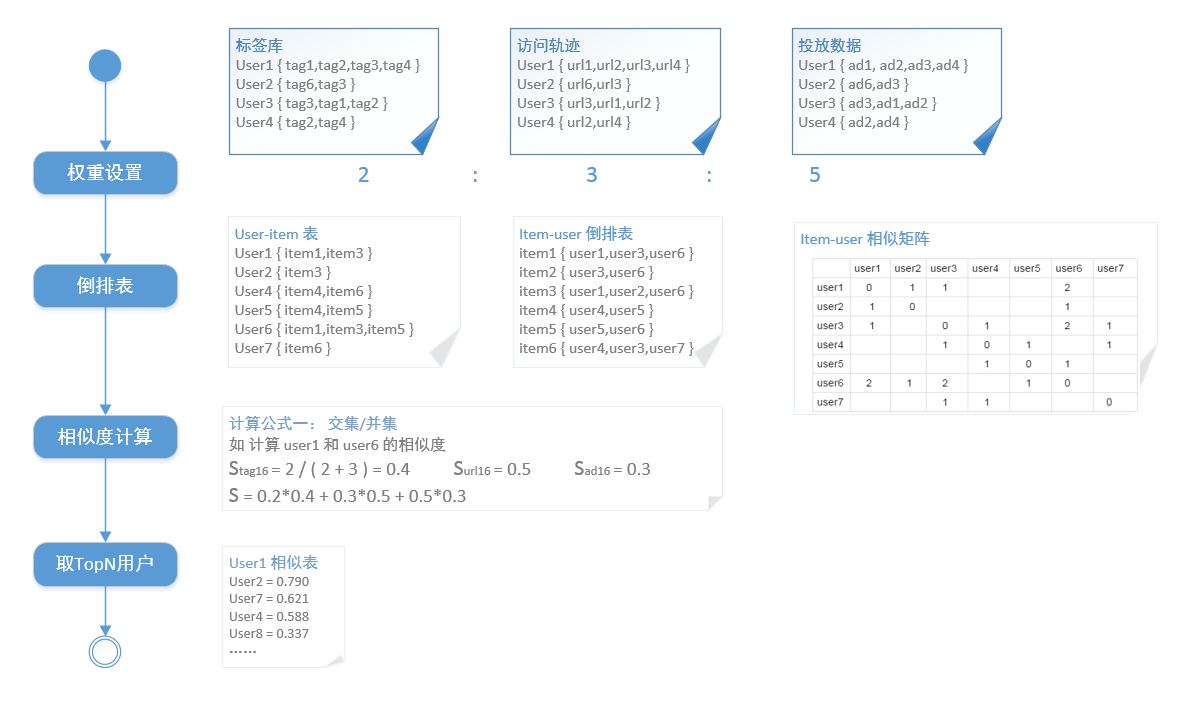 标签库
User1 { tag1,tag2,tag3,tag4 }
User2 { tag6,tag3 }
User3 { tag3,tag1,tag2 }
User4 { tag2,tag4 }
访问轨迹
User1 { url1,url2,url3,url4 }
User2 { url6,url3 }
User3 { url3,url1,url2 }
User4 { url2,url4 }
投放数据
User1 { ad1, ad2,ad3,ad4 }
User2 { ad6,ad3 }
User3 { ad3,ad1,ad2 }
User4 { ad2,ad4 }
权重设置
2 : 3 : 5
倒排表
User-item 表
User1 { item1,item3 }
User2 { item3 }
User4 { item4,item6 }
User5 { item4,item5 }
User6 { item1,item3,item5 }
User7 { item6 }
Item-user 倒排表
item1 { user1,user3,user6 }
item2 { user3,user6 }
item3 { user1,user2,user6 }
item4 { user4,user5 }
item5 { user5,user6 }
item6 { user4,user3,user7 }
Item-user 相似矩阵
user1 user2 user3 user4 user5 user6 user7
user1 0 1 1 2
user2 1 0 1
user3 1 0 1 2 1
user4 1 0 1 1
user5 1 0 1
user6 2 1 2 1 0
user7 1 1 0
相似度计算
计算公式一： 交集/并集
如 计算 user1 和 user6 的相似度
Stag16 = 2 / ( 2 + 3 ) = 0.4 Surl16 = 0.5 Sad16 = 0.3
S = 0.2*0.4 + 0.3*0.5 + 0.5*0.3
取TopN用户
User1 相似表
User2 = 0.790
User7 = 0.621
User4 = 0.588
User8 = 0.337
……